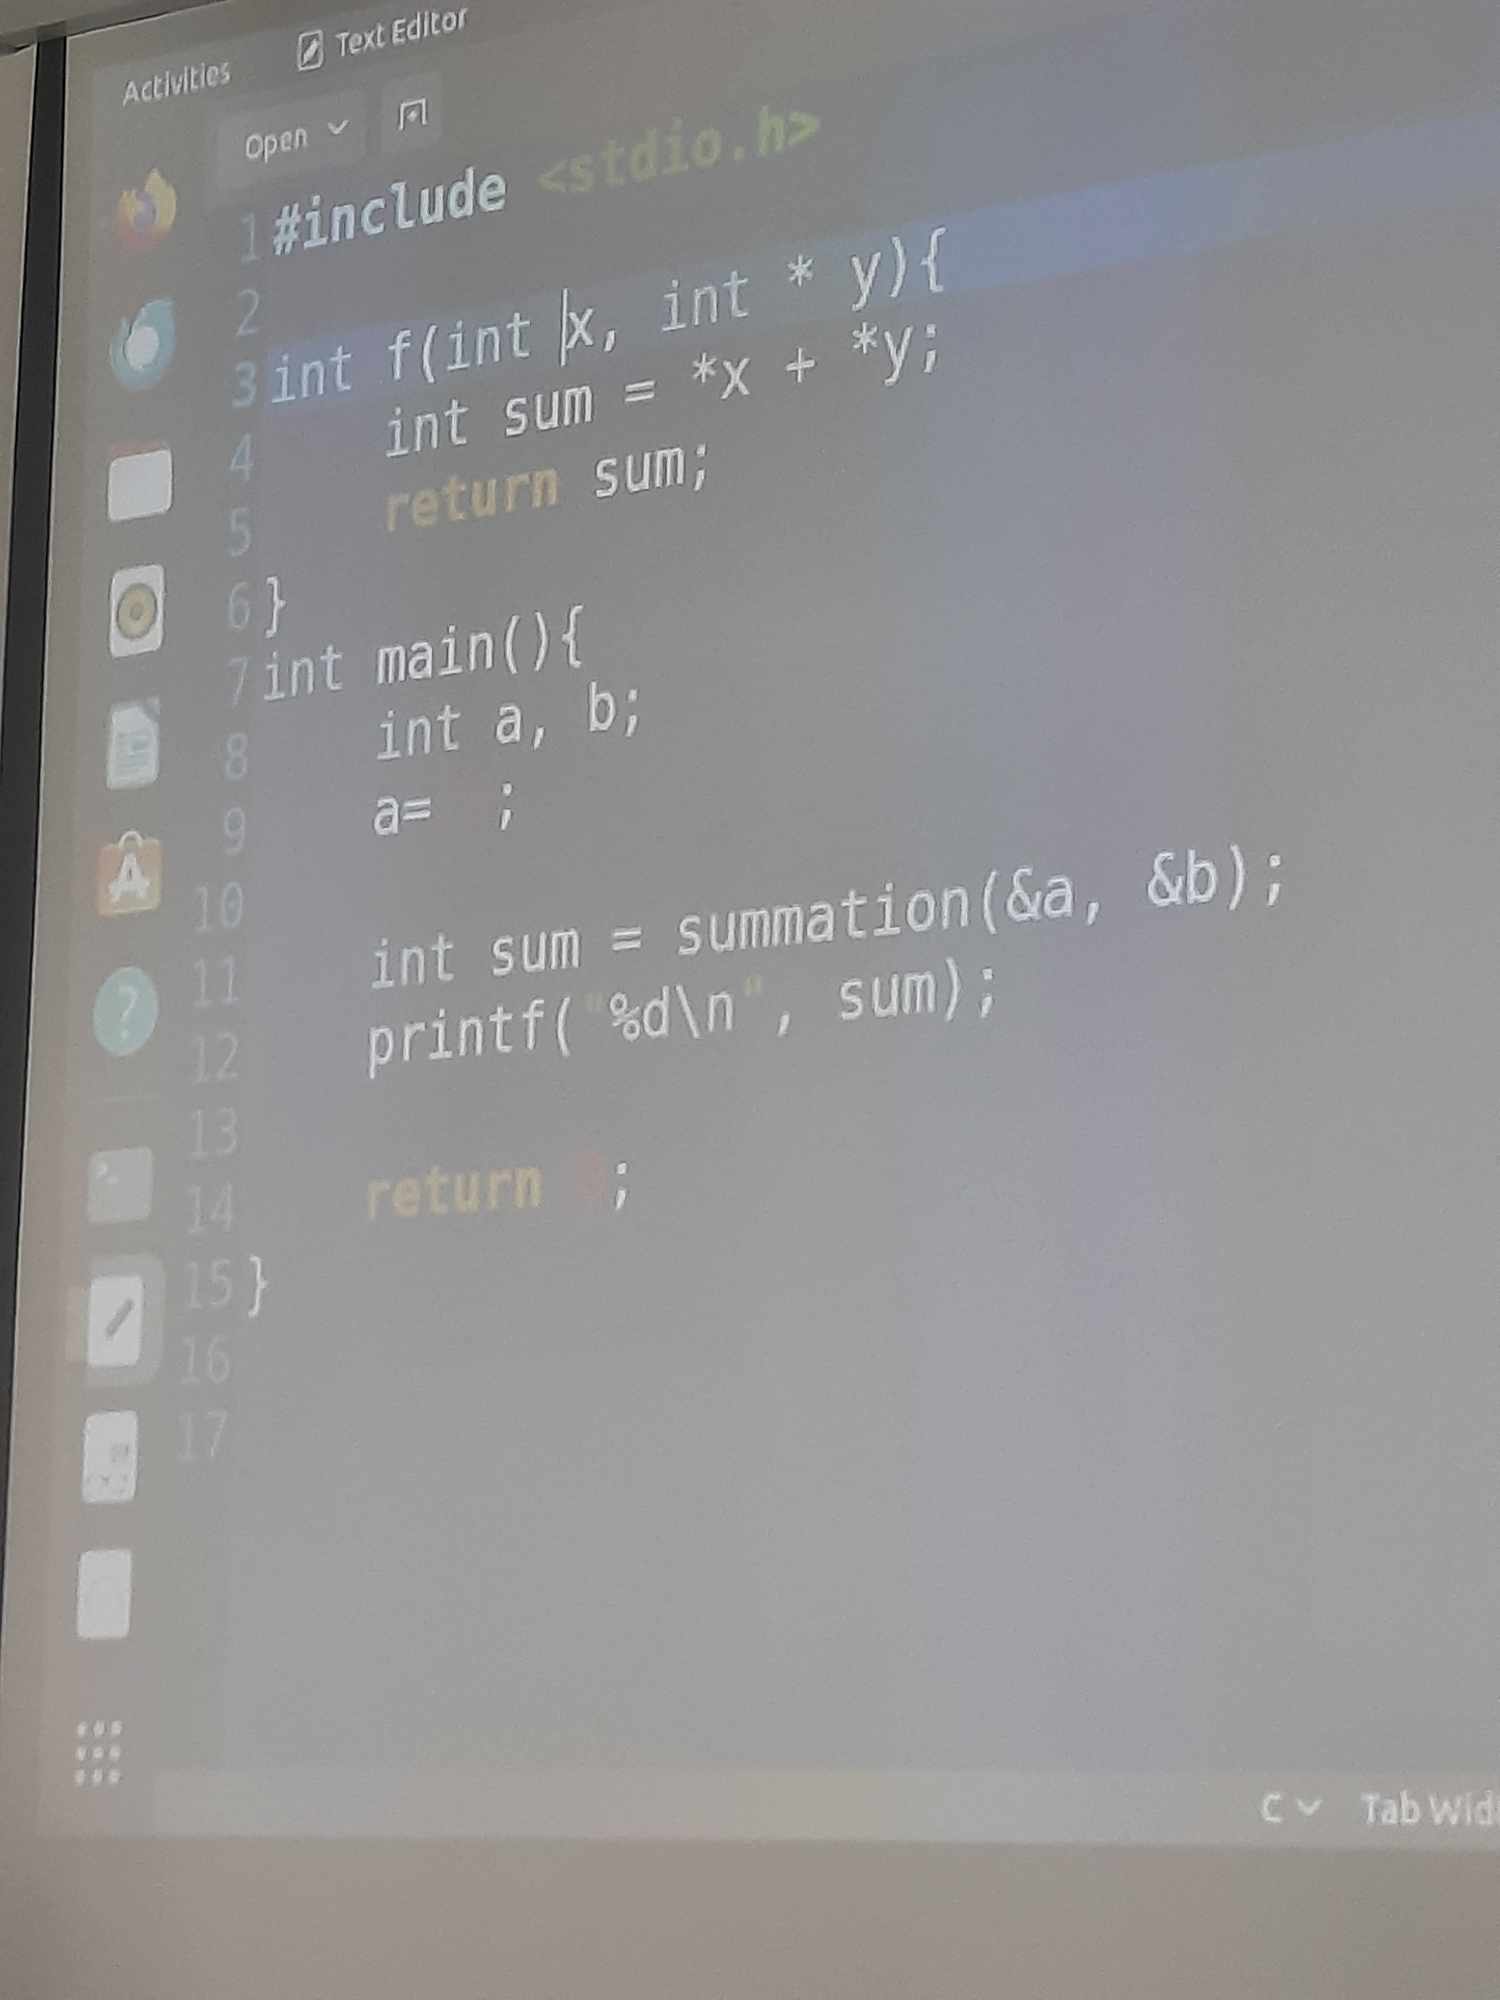 Activities Text Editor
Open
1 #include <stdio.h>
2
3 int f(int x, int * y){
4 int sum = *x + *y;
5 return sum;
6 }
7 int main(){
8 int a, b;
9 a= ;
10
11 int sum = summation(&a, &b);
12 printf("%d\n", sum);
13
14 return ;
15 }
16
17
C Tab